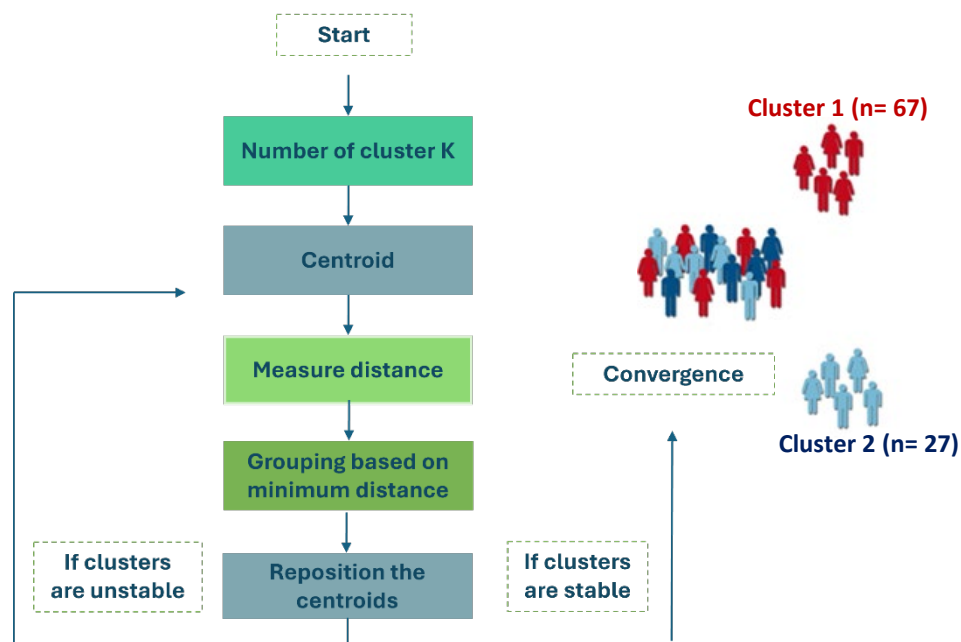 Start
Number of cluster K
Centroid
Measure distance
Grouping based on
minimum distance
Reposition the
centroids
If clusters
are unstable
If clusters
are stable
Convergence
Cluster 1 (n= 67)
Cluster 2 (n= 27)